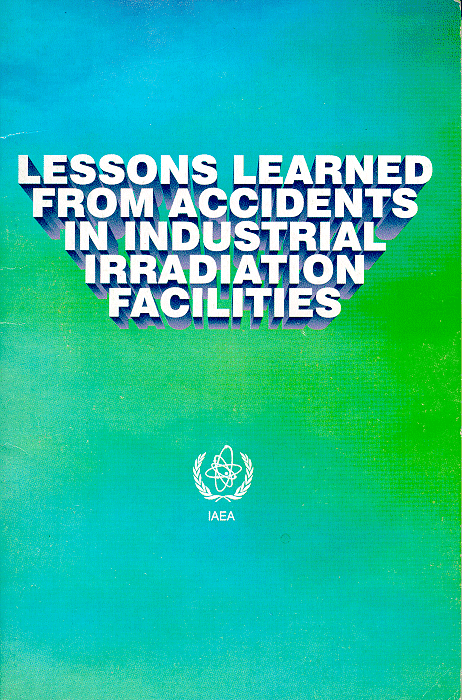 LESSONS LEARNED
FROM ACCIDENTS
IN INDUSTRIAL
IRRADIATION
FACILITIES
IAEA